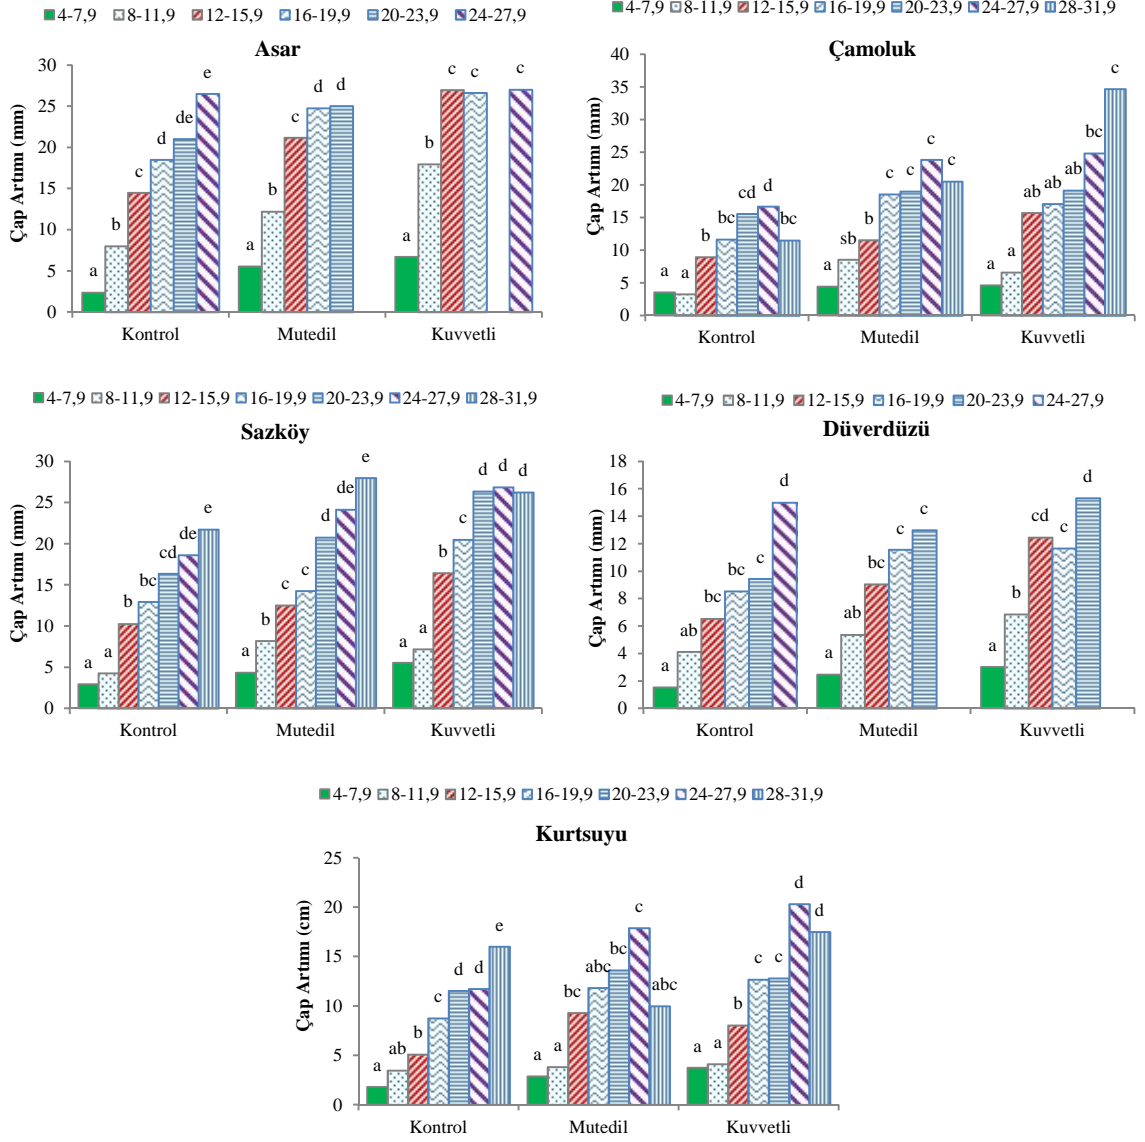 4-7,9 8-11,9 12-15,9 16-19,9 20-23,9 24-27,9
Asar
Çap Artımı (mm)
30
25
20
15
10
5
0
a b c d de e
a b c d d
a b c c c
Kontrol Mutedil Kuvvetli
4-7,9 8-11,9 12-15,9 16-19,9 20-23,9 24-27,9 28-31,9
Çamoluk
Çap Artımı (mm)
40
35
30
25
20
15
10
5
0
a a b bc cd d bc
a sb b c c c c
a a ab ab ab bc c
Kontrol Mutedil Kuvvetli
4-7,9 8-11,9 12-15,9 16-19,9 20-23,9 24-27,9 28-31,9
Sazköy
Çap Artımı (mm)
30
25
20
15
10
5
0
a a b bc cd de e
a b c c d de e
a a b c d d d
Kontrol Mutedil Kuvvetli
4-7,9 8-11,9 12-15,9 16-19,9 20-23,9 24-27,9
Düverdüzü
Çap Artımı (mm)
18
16
14
12
10
8
6
4
2
0
a ab bc bc c d
a ab bc c c
a b cd c d
Kontrol Mutedil Kuvvetli
4-7,9 8-11,9 12-15,9 16-19,9 20-23,9 24-27,9 28-31,9
Kurtsuyu
Çap Artımı (cm)
25
20
15
10
5
0
a ab b c d d e
a a bc abc bc c abc
a a b c c d d
Kontrol Mutedil Kuvvetli